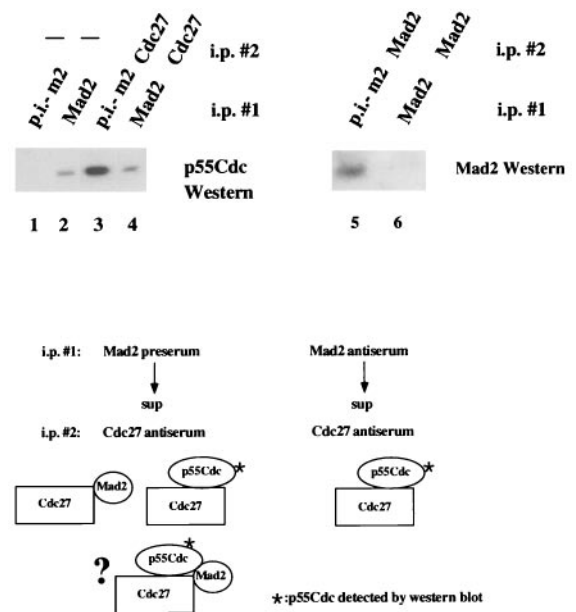 — — Cdc27 Cdc27 i.p. #2
p.i.- m2 Mad2 p.i.- m2 Mad2 i.p. #1
p55Cdc
Western
1 2 3 4
Mad2 Mad2 i.p. #2
p.i.- m2 Mad2 i.p. #1
Mad2 Western
5 6
i.p. #1: Mad2 preserum Mad2 antiserum
sup sup
i.p. #2: Cdc27 antiserum Cdc27 antiserum
Mad2 p55Cdc * p55Cdc *
Cdc27 Cdc27 Cdc27
*
? p55Cdc
Mad2
Cdc27
*:p55Cdc detected by western blot